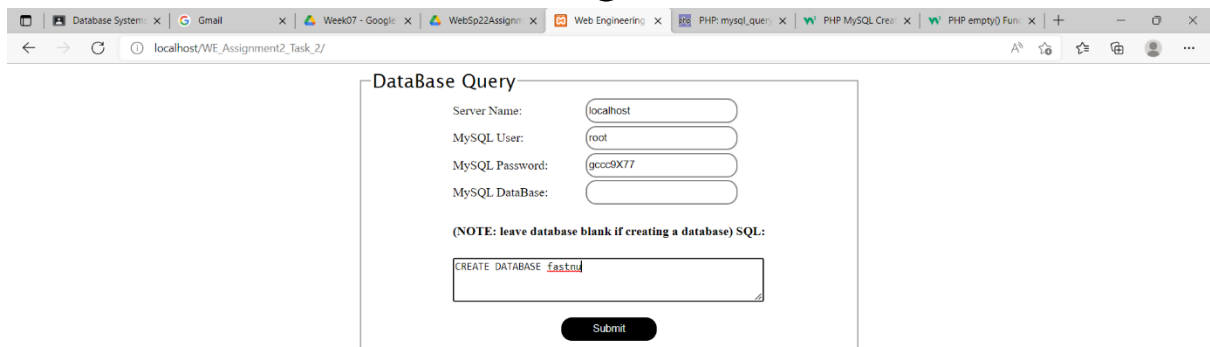 Database System: Gmail Week07 - Google WebSp22Assignm Web Engineering PHP: mysql_query PHP MySQL Creat PHP empty() Func
localhost/WE_Assignment2_Task_2/
DataBase Query
Server Name: localhost
MySQL User: root
MySQL Password: gccc9X77
MySQL DataBase:
(NOTE: leave database blank if creating a database) SQL:
CREATE DATABASE fastnu
Submit